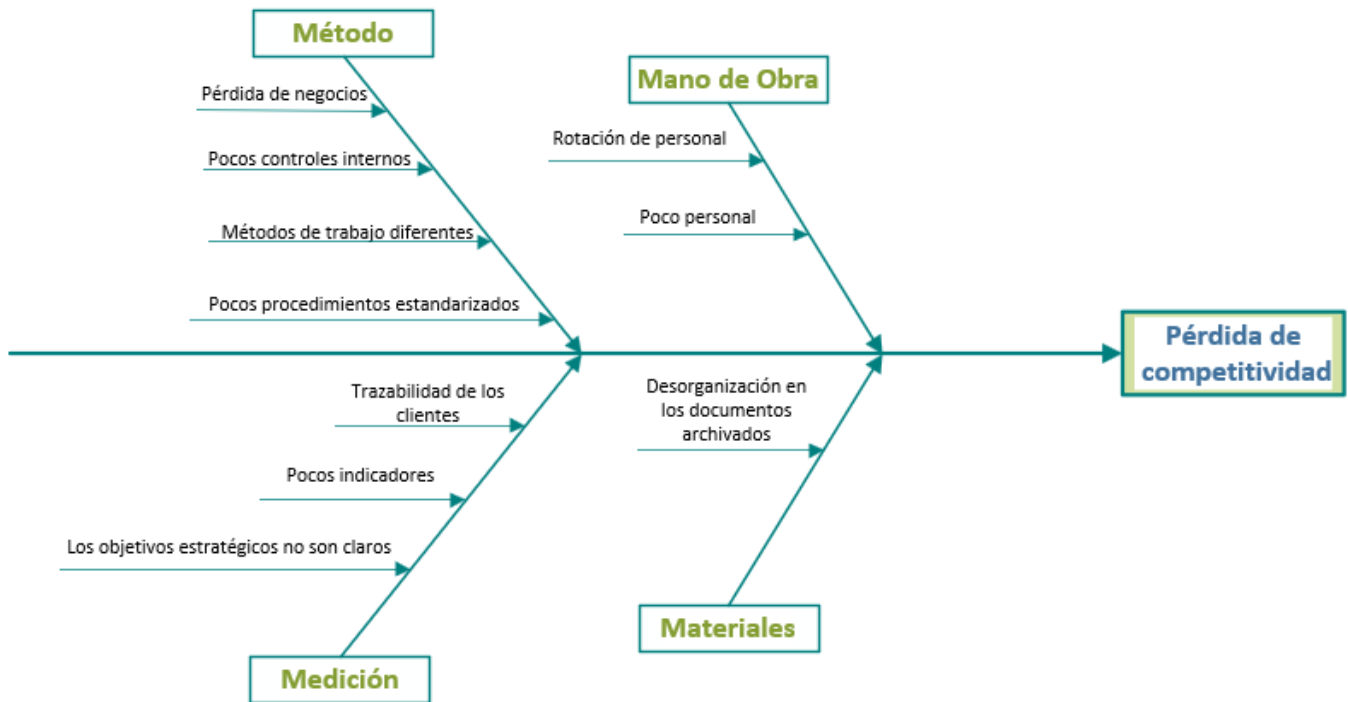 Método
Pérdida de negocios
Pocos controles internos
Métodos de trabajo diferentes
Pocos procedimientos estandarizados
Mano de Obra
Rotación de personal
Poco personal
Pérdida de
competitividad
Trazabilidad de los
clientes
Pocos indicadores
Los objetivos estratégicos no son claros
Medición
Desorganización en
los documentos
archivados
Materiales